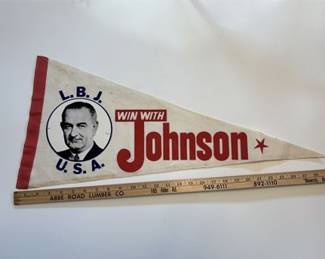 L.B.J.
U.S.A.
WIN WITH
Johnson
ABBE ROAD LUMBER CO. 949-6111 892-1110